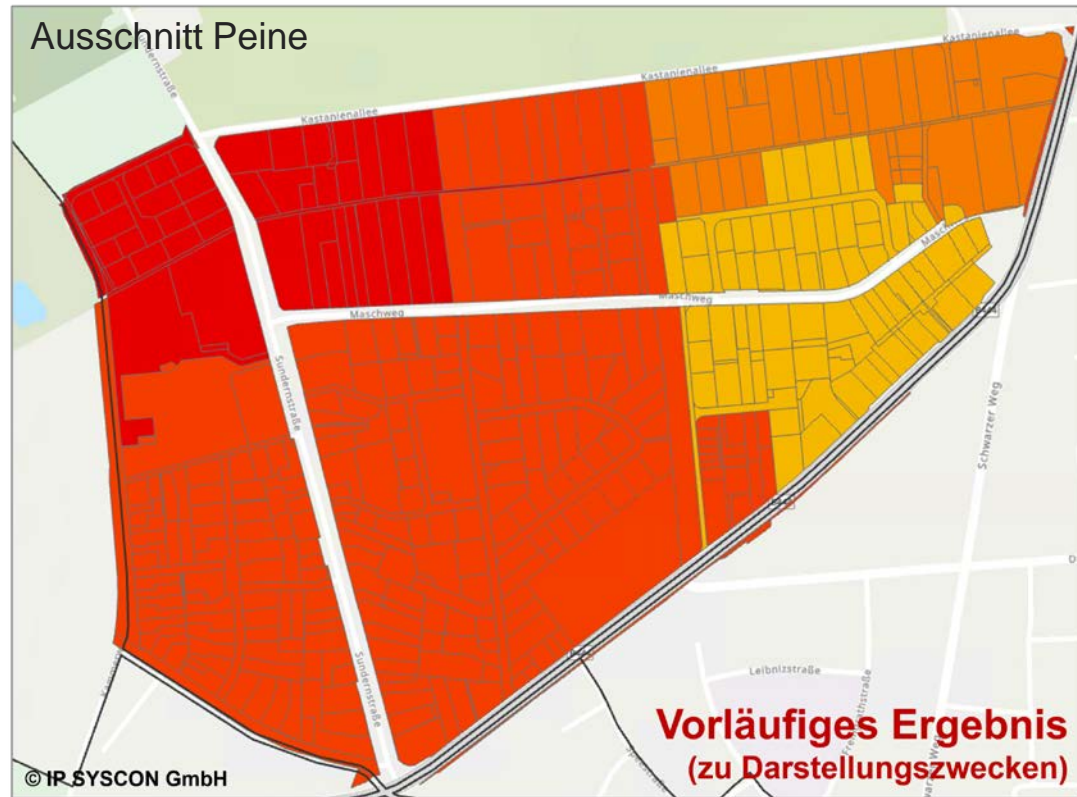 Ausschnitt Peine
Kastanienallee
Kastanienallee
Kastanienallee
Maschweg
Maschweg
Sundernstraße
Sundernstraße
Schwarzer Weg
Leibnizstraße
Vorläufiges Ergebnis
(zu Darstellungszwecken)
© IP SYSCON GmbH